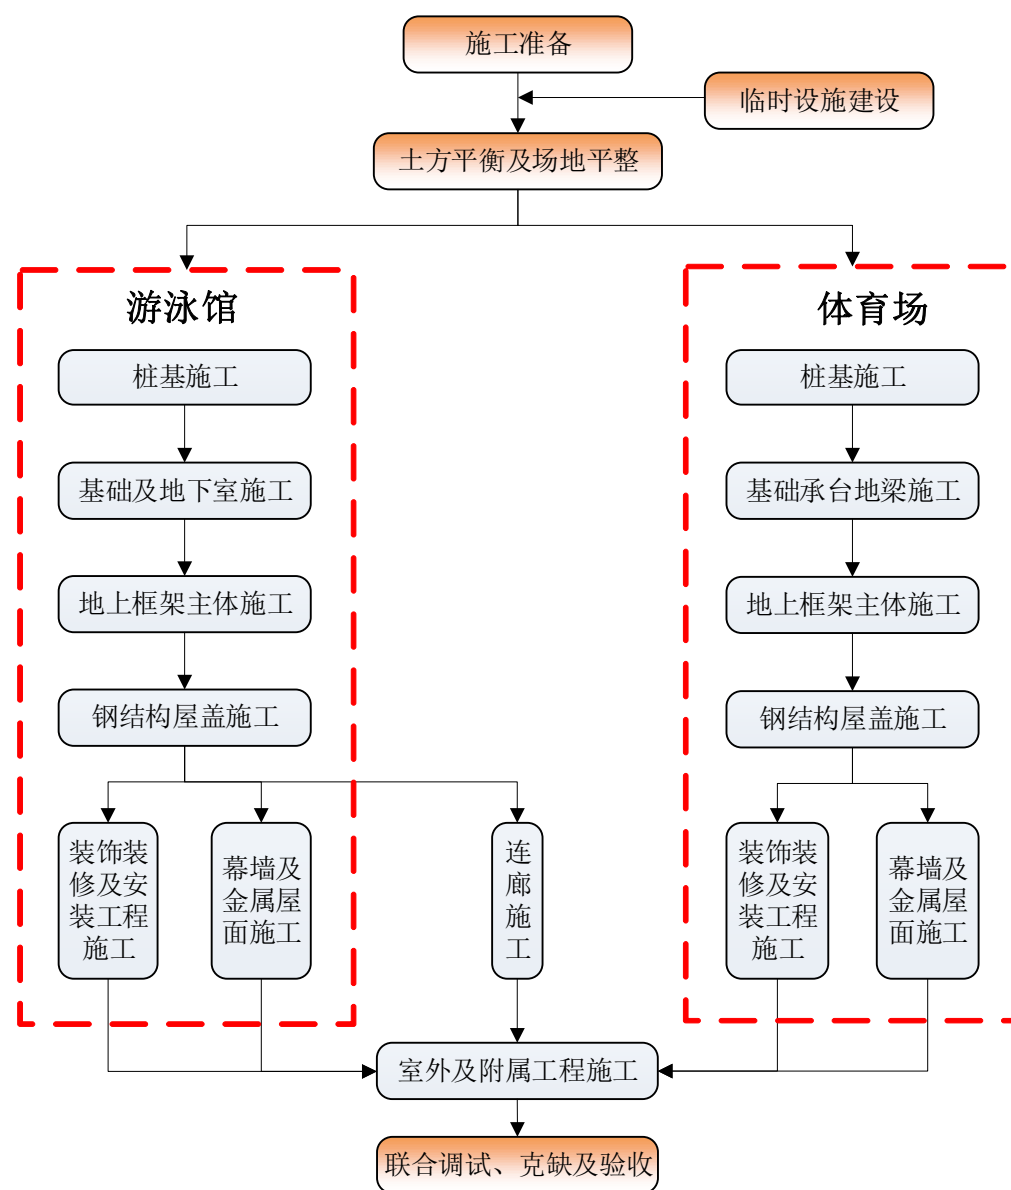 施工准备
临时设施建设
土方平衡及场地平整
游泳馆
桩基施工
基础及地下室施工
地上框架主体施工
钢结构屋盖施工
装饰装
修及安
装工程
施工
幕墙及
金属屋
面施工
连
廊
施
工
体育场
桩基施工
基础承台地梁施工
地上框架主体施工
钢结构屋盖施工
装饰装
修及安
装工程
施工
幕墙及
金属屋
面施工
室外及附属工程施工
联合调试、克缺及验收